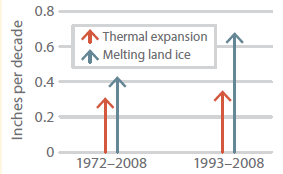 Inches per decade
0.8
0.6
0.4
0.2
0
Thermal expansion
Melting land ice
1972–2008
1993–2008